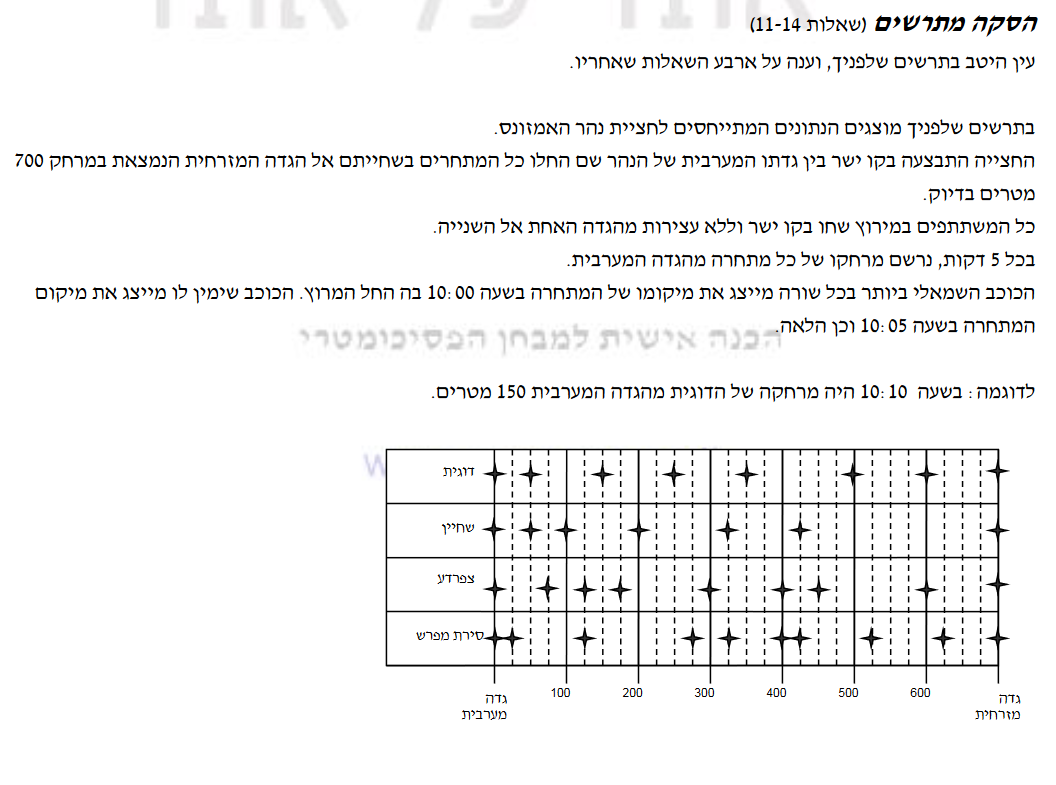 הסקה מתרשים (שאלות 11-14)
עין היטב בתרשים שלפניך, וענה על ארבע השאלות שאחריו.
בתרשים שלפניך מוצגים הנתונים המתייחסים לחציית נהר האמזונס.
החצייה התבצעה בקו ישר בין גדתו המערבית של הנהר שם החלו כל המתחרים בשחייתם אל הגדה המזרחית הנמצאת במרחק 700
מטרים בדיוק.
כל המשתתפים במירוץ שחו בקו ישר וללא עצירות מהגדה האחת אל השנייה.
בכל 5 דקות, נרשם מרחקו של כל מתחרה מהגדה המערבית.
הכוכב השמאלי ביותר בכל שורה מייצג את מיקומו של המתחרה בשעה 10:00 בה החל המרוץ. הכוכב שימין לו מייצג את מיקום
המתחרה בשעה 10:05 וכן הלאה.
הכנה אישית למבחן הפסיכומטרי
לדוגמה: בשעה 10:10 היה מרחקה של הדוגית מהגדה המערבית 150 מטרים.
דוגית
שחיין
צפרדע
סירת מפרש
100 200 300 400 500 600
גדה מערבית
גדה מזרחית